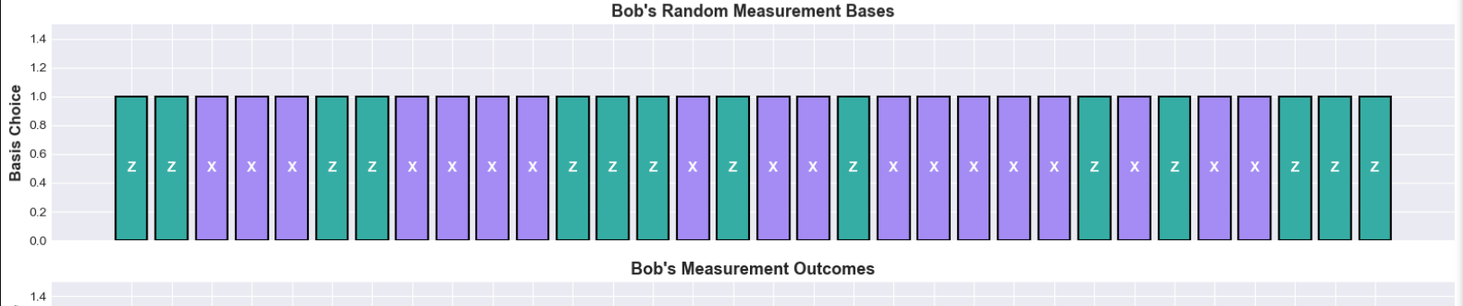 Bob's Random Measurement Bases
1.4
1.2
1.0
0.8
0.6
0.4
0.2
0.0
Basis Choice
Z Z X X X Z Z X X X X Z Z Z X Z X X Z X X X X X Z X Z X X Z Z Z
Bob's Measurement Outcomes
1.4